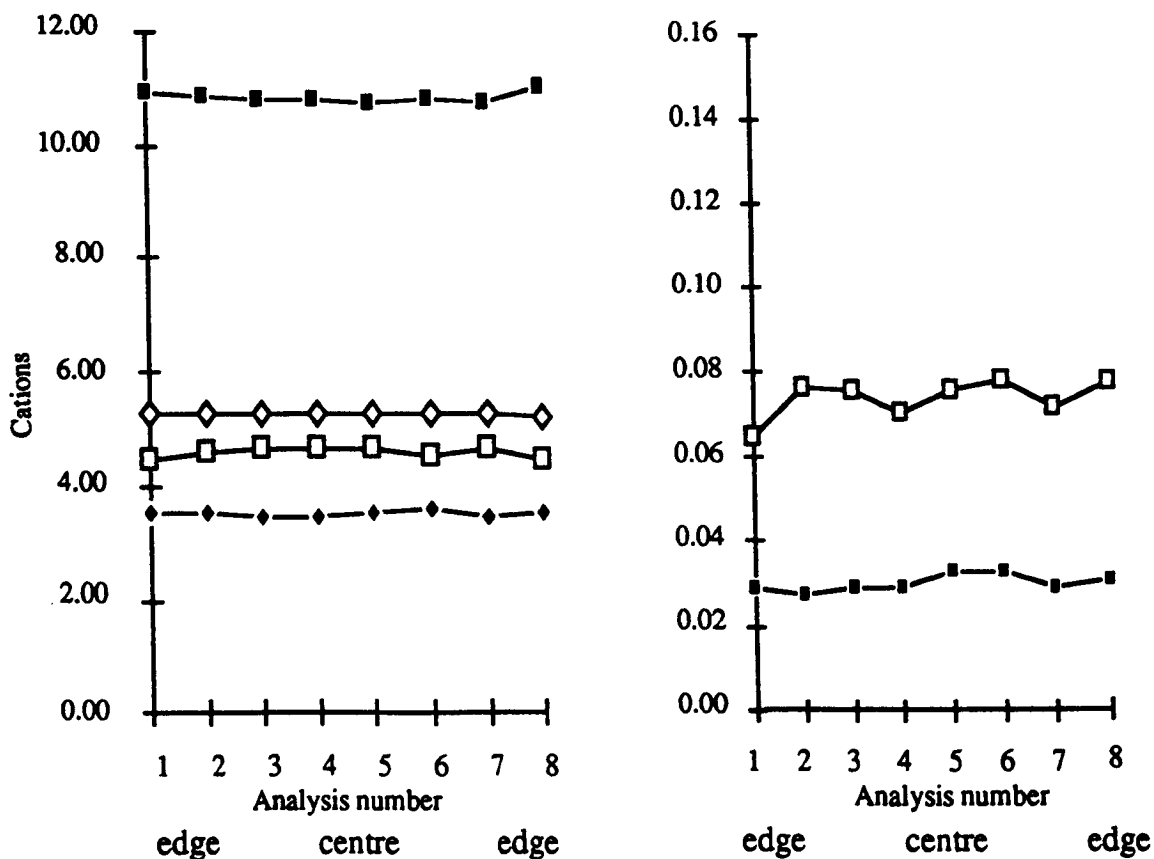 12.00
10.00
8.00
6.00
4.00
2.00
0.00
Cations
1 2 3 4 5 6 7 8
Analysis number
edge centre edge
0.16
0.14
0.12
0.10
0.08
0.06
0.04
0.02
0.00
1 2 3 4 5 6 7 8
Analysis number
edge centre edge